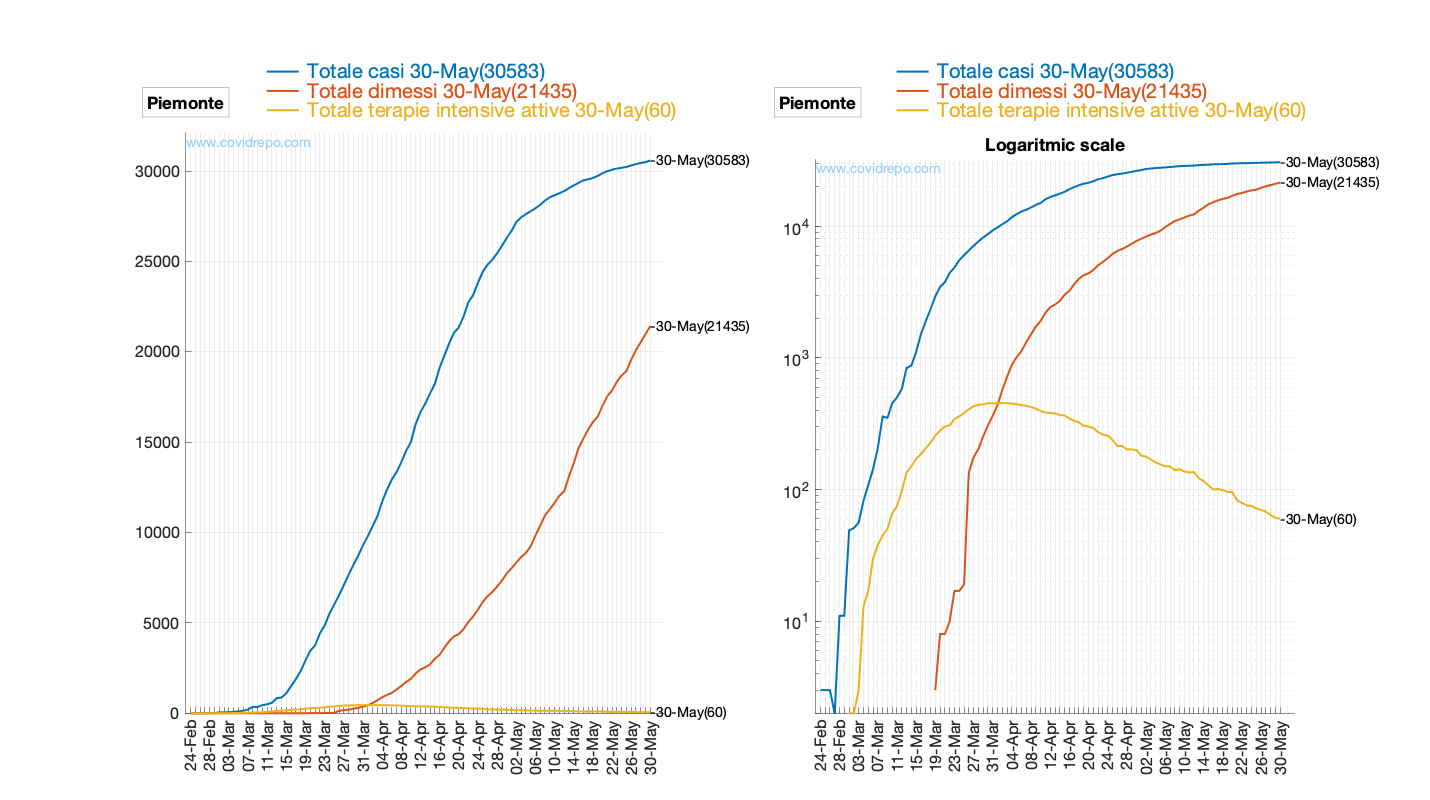 Piemonte
Totale casi 30-May(30583)
Totale dimessi 30-May(21435)
Totale terapie intensive attive 30-May(60)
www.covidrepo.com
30000
25000
20000
15000
10000
5000
0
-30-May(30583)
-30-May(21435)
-30-May(60)
24-Feb
28-Feb
03-Mar
07-Mar
11-Mar
15-Mar
19-Mar
23-Mar
27-Mar
31-Mar
04-Apr
08-Apr
12-Apr
16-Apr
20-Apr
24-Apr
28-Apr
02-May
06-May
10-May
14-May
18-May
22-May
26-May
30-May
Piemonte
Totale casi 30-May(30583)
Totale dimessi 30-May(21435)
Totale terapie intensive attive 30-May(60)
Logaritmic scale
www.covidrepo.com
10^4
10^3
10^2
10^1
-30-May(30583)
-30-May(21435)
-30-May(60)
24-Feb
28-Feb
03-Mar
07-Mar
11-Mar
15-Mar
19-Mar
23-Mar
27-Mar
31-Mar
04-Apr
08-Apr
12-Apr
16-Apr
20-Apr
24-Apr
28-Apr
02-May
06-May
10-May
14-May
18-May
22-May
26-May
30-May